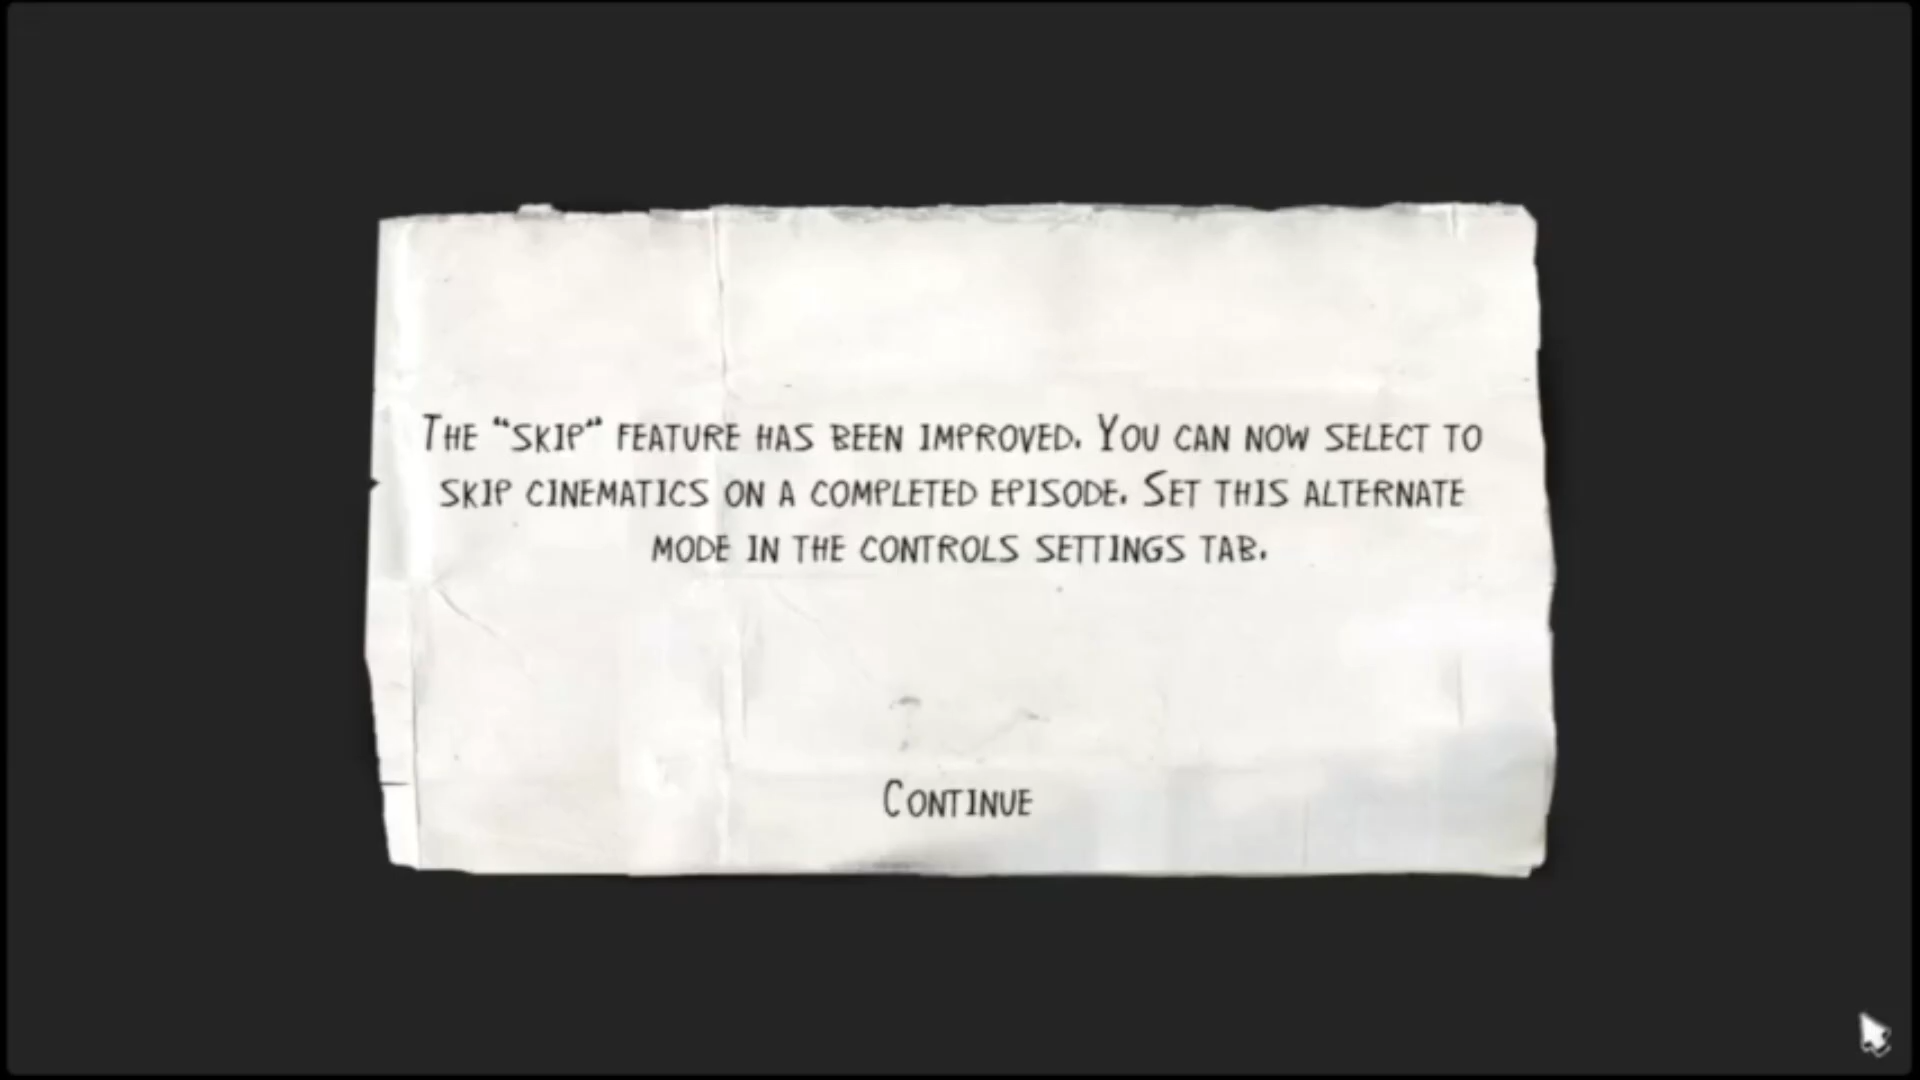 The “skip” feature has been improved. You can now select to
skip cinematics on a completed episode. Set this alternate
mode in the controls settings tab.
Continue